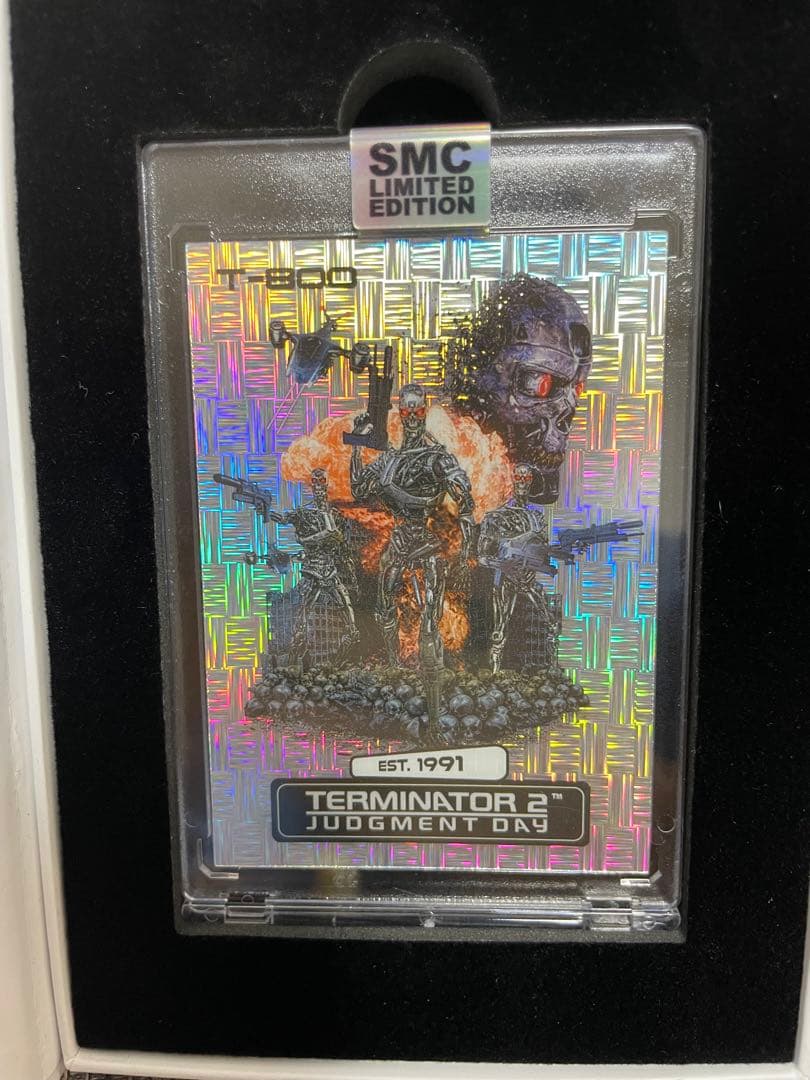 SMC
LIMITED
EDITION
T-800
EST. 1991
TERMINATOR 2™
JUDGMENT DAY